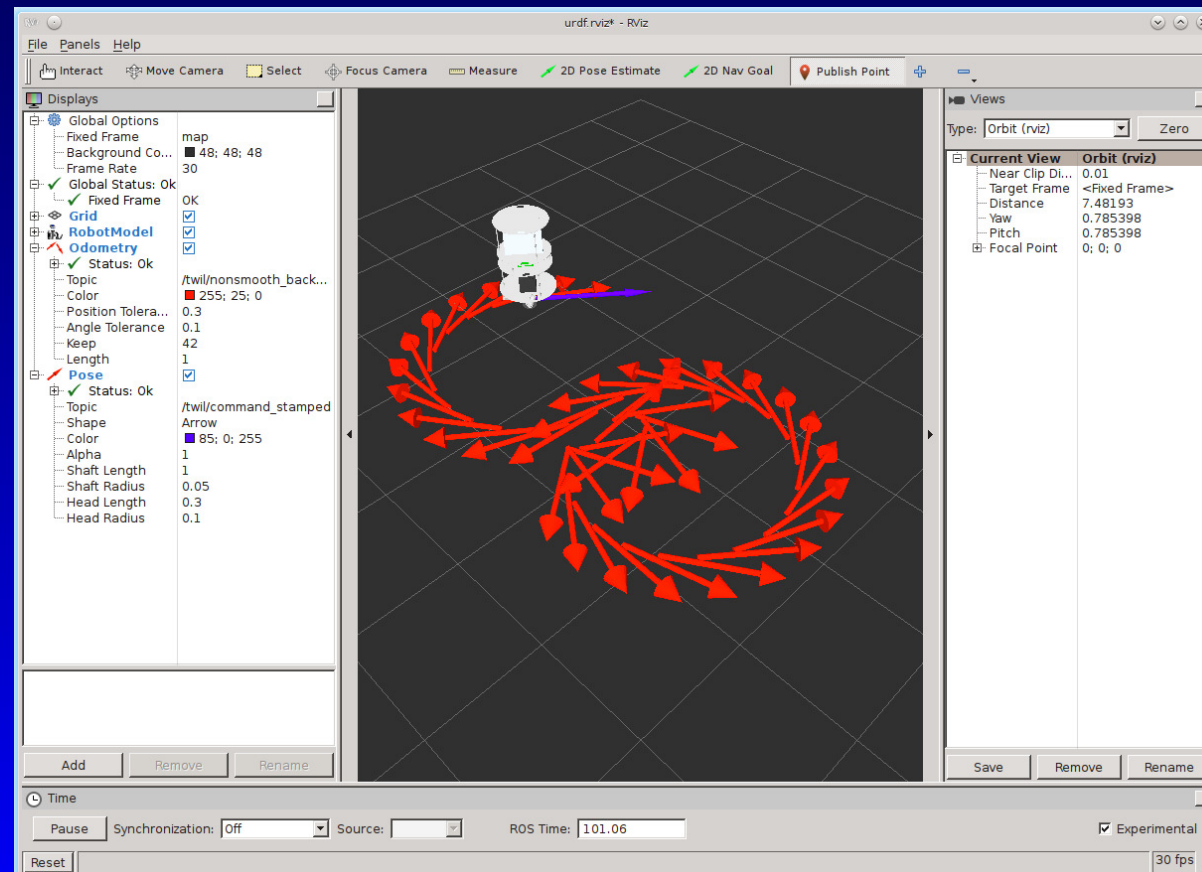 urdf.rviz* - RViz
File Panels Help
Interact Move Camera Select Focus Camera Measure 2D Pose Estimate 2D Nav Goal Publish Point
Displays
Global Options
Fixed Frame map
Background Co... 48; 48; 48
Frame Rate 30
Global Status: Ok
Fixed Frame OK
Grid
RobotModel
Odometry
Status: Ok
Topic /twil/nonsmooth_back...
Color 255; 25; 0
Position Tolera... 0.3
Angle Tolerance 0.1
Keep 42
Length 1
Pose
Status: Ok
Topic /twil/command_stamped
Shape Arrow
Color 85; 0; 255
Alpha 1
Shaft Length 1
Shaft Radius 0.05
Head Length 0.3
Head Radius 0.1
Add Remove Rename
Views
Type: Orbit (rviz) Zero
Current View Orbit (rviz)
Near Clip Di... 0.01
Target Frame <Fixed Frame>
Distance 7.48193
Yaw 0.785398
Pitch 0.785398
Focal Point 0; 0; 0
Save Remove Rename
Time
Pause Synchronization: Off Source: ROS Time: 101.06 Experimental
Reset 30 fps